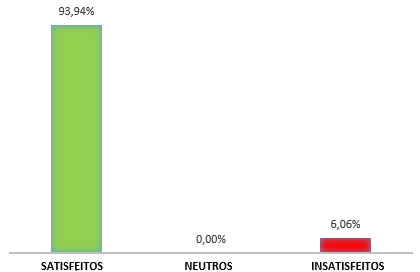 93,94%
0,00%
6,06%
SATISFEITOS
NEUTROS
INSATISFEITOS